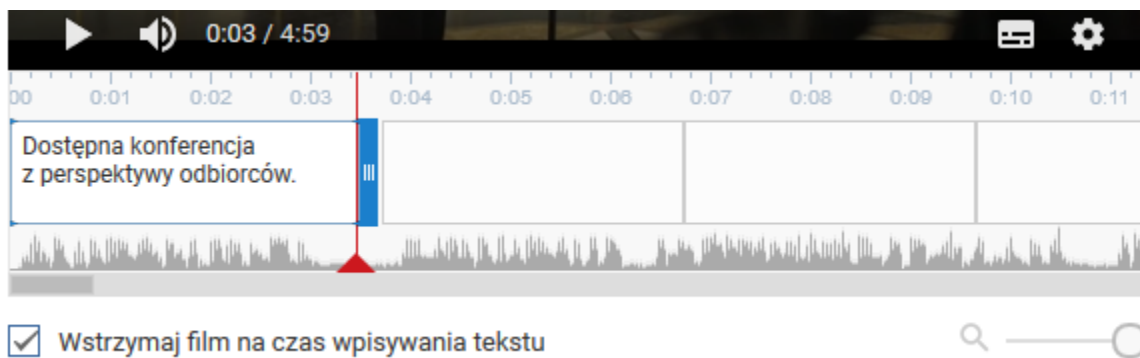 0:03 / 4:59
00 0:01 0:02 0:03 0:04 0:05 0:06 0:07 0:08 0:09 0:10 0:11
Dostępna konferencja
z perspektywy odbiorców.
Wstrzymaj film na czas wpisywania tekstu